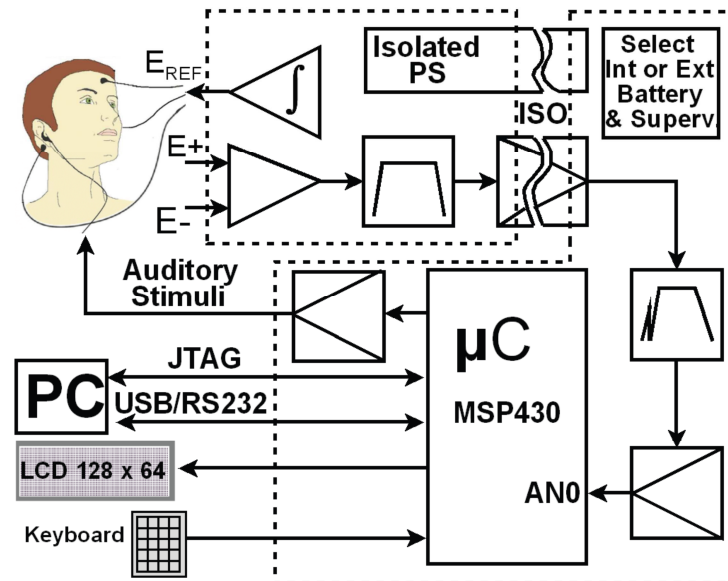 E_REF
∫
Isolated
PS
ISO
Select
Int or Ext
Battery
& Superv.
E+
E-
Auditory
Stimuli
µC
MSP430
AN0
JTAG
PC
USB/RS232
LCD 128 x 64
Keyboard